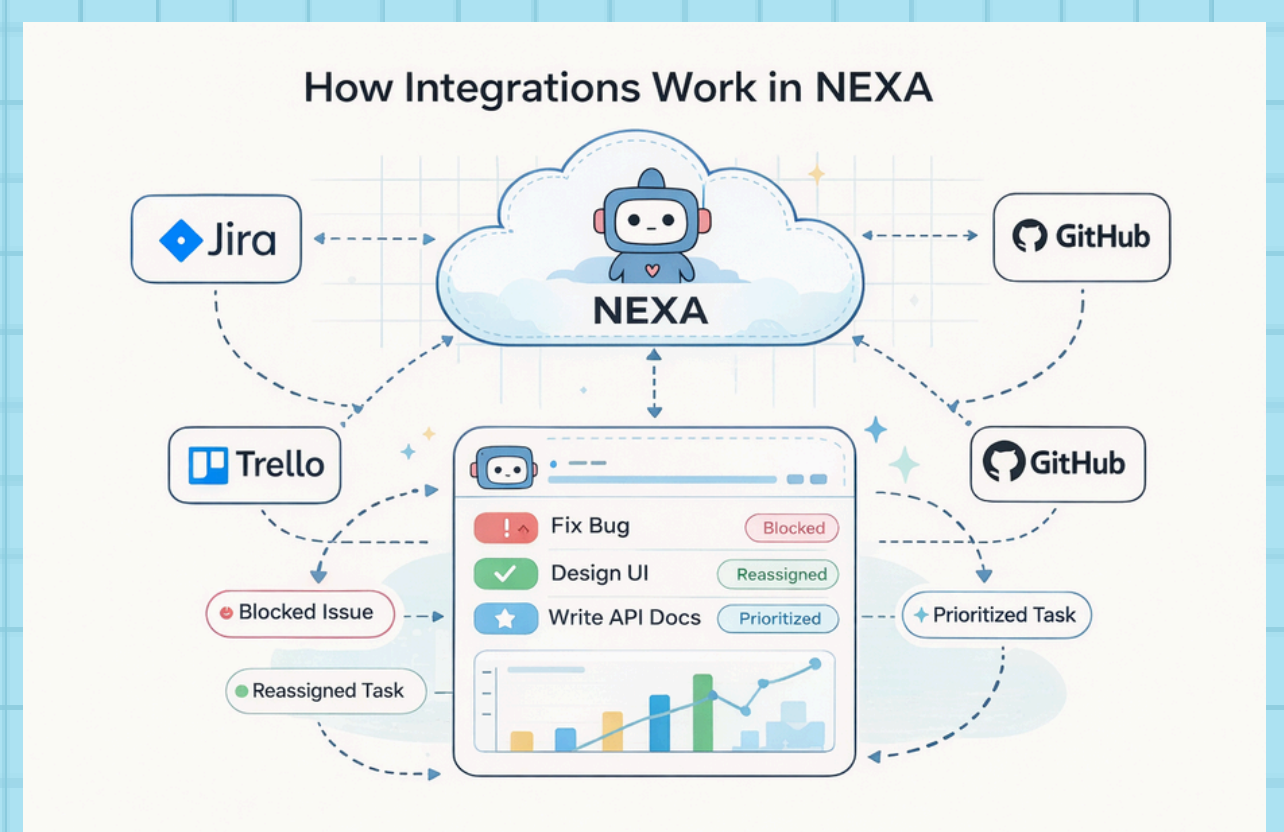 How Integrations Work in NEXA
Jira
NEXA
GitHub
Trello
GitHub
Fix Bug
Blocked
Design UI
Reassigned
Write API Docs
Prioritized
Blocked Issue
Prioritized Task
Reassigned Task